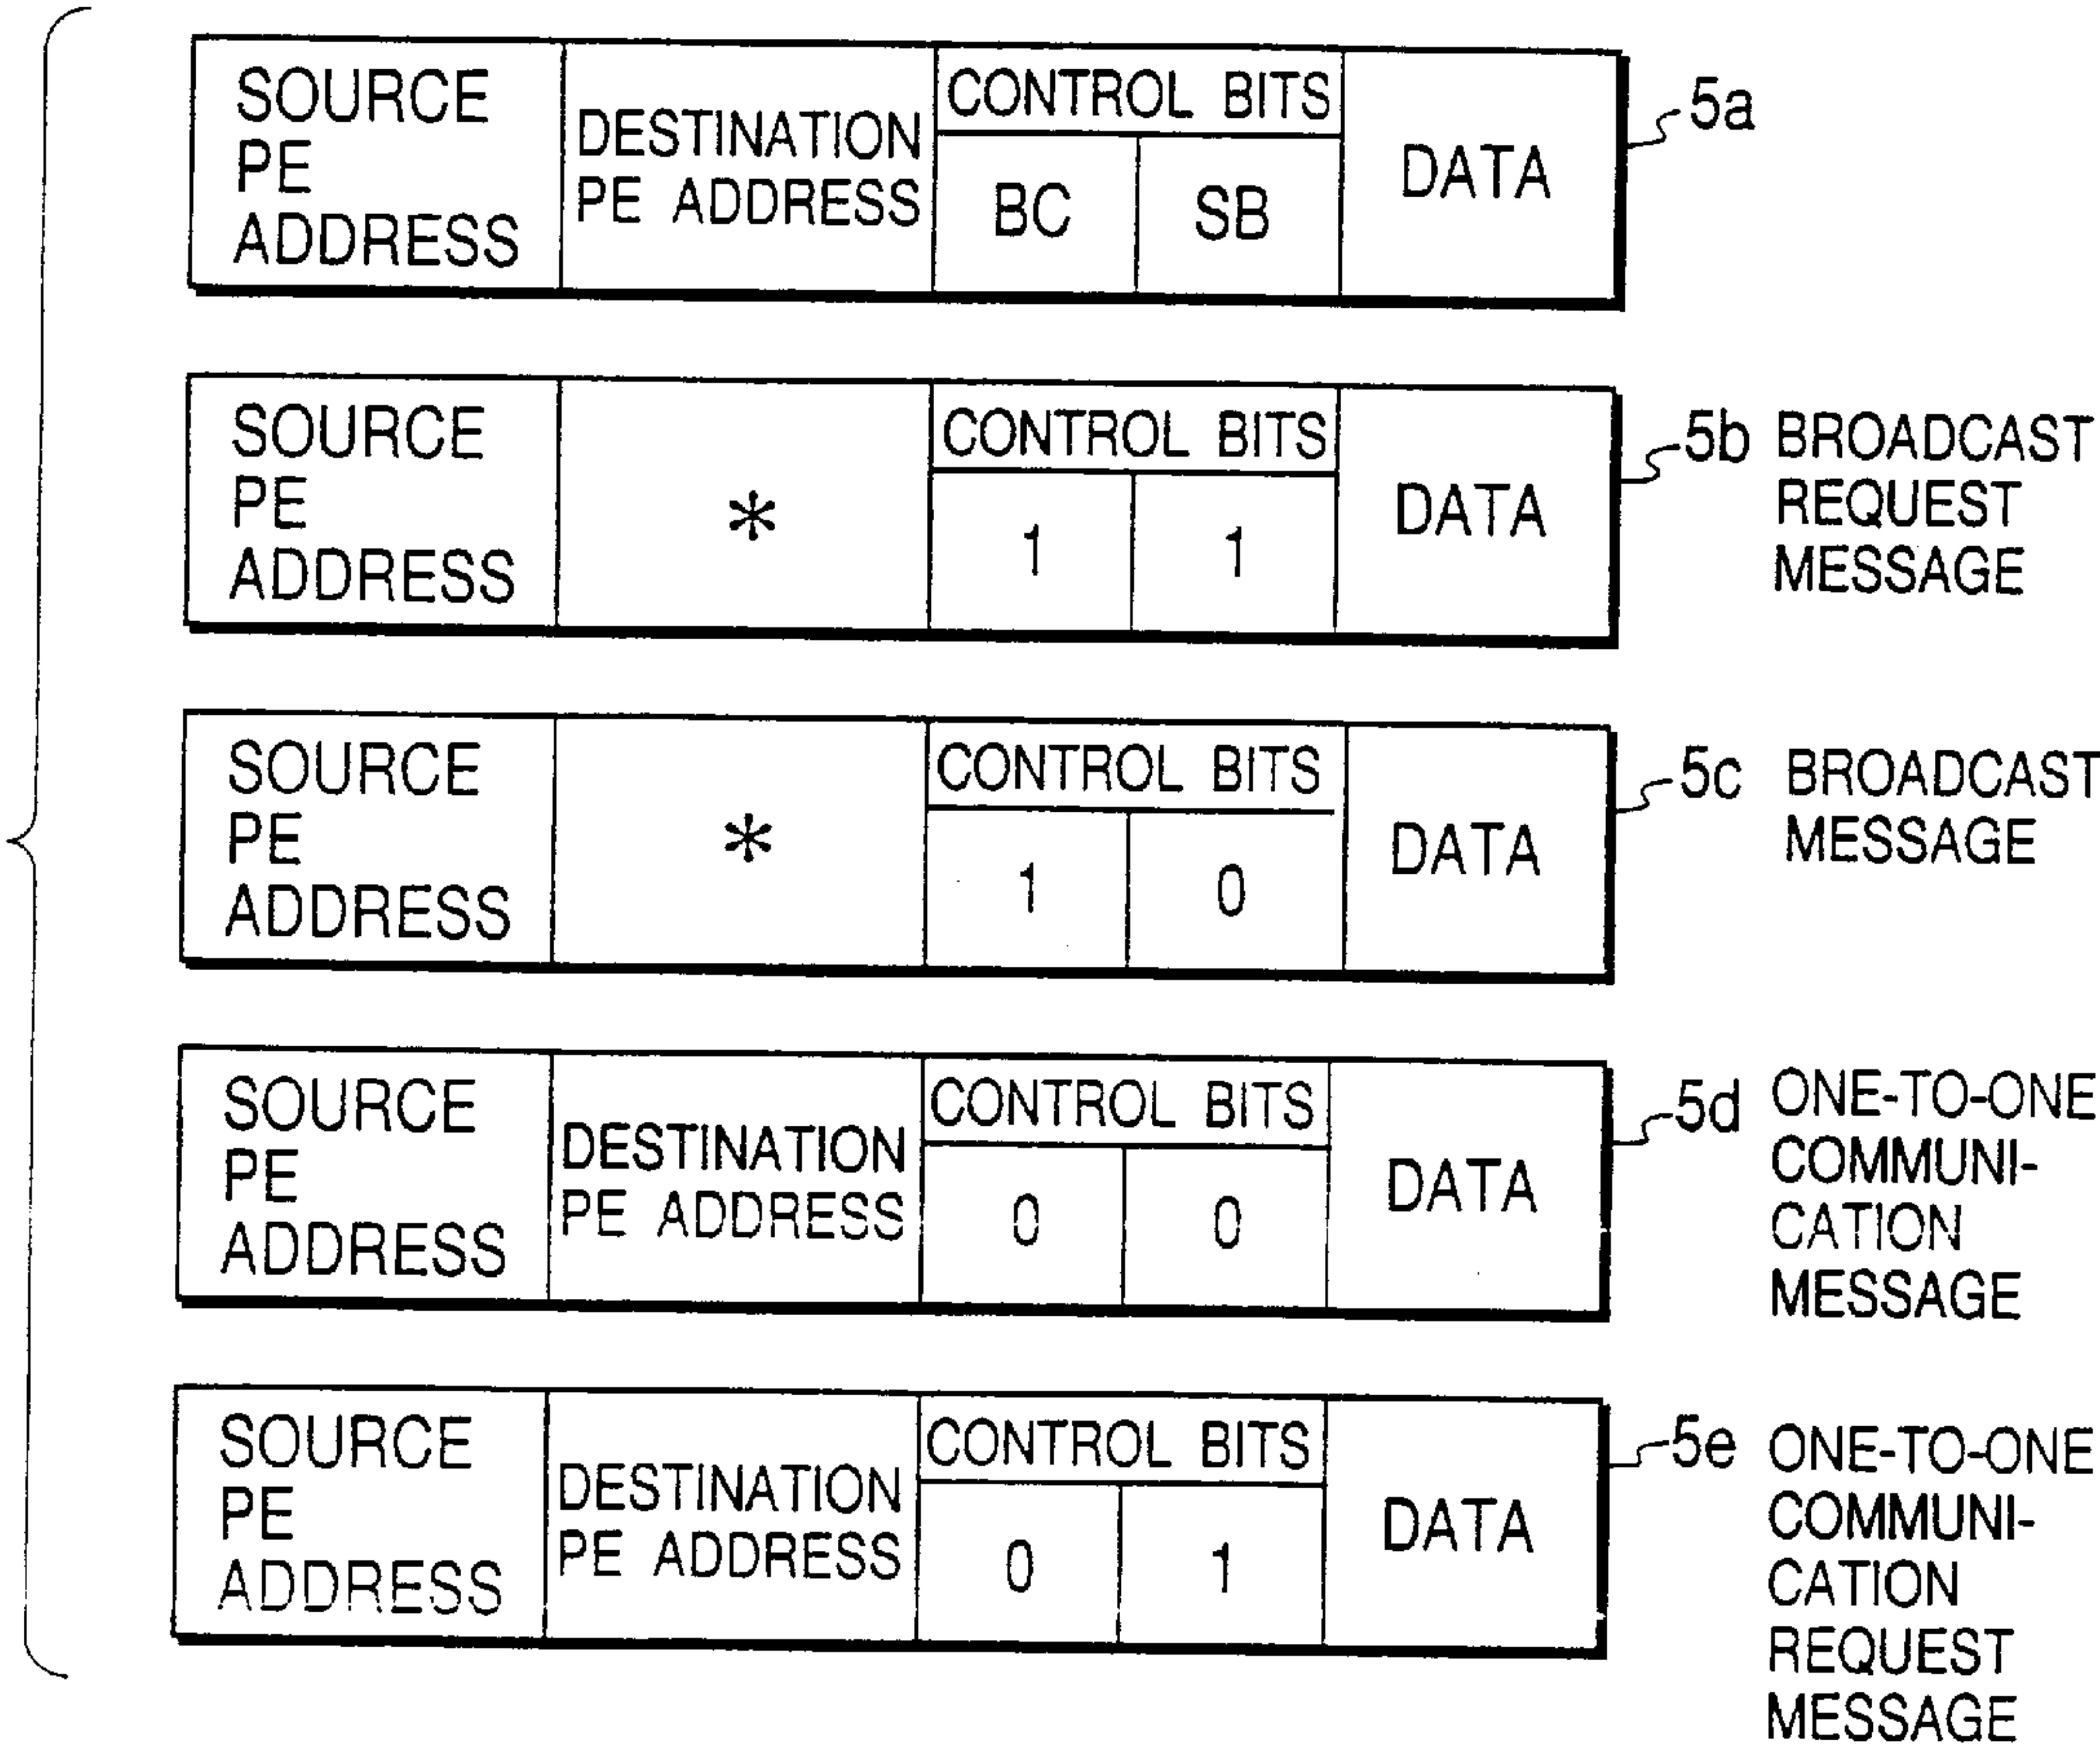 SOURCE
PE
ADDRESS
DESTINATION
PE ADDRESS
CONTROL BITS
BC
SB
DATA
5a
SOURCE
PE
ADDRESS
*
CONTROL BITS
1
1
DATA
5b
BROADCAST
REQUEST
MESSAGE
SOURCE
PE
ADDRESS
*
CONTROL BITS
1
0
DATA
5c
BROADCAST
MESSAGE
SOURCE
PE
ADDRESS
DESTINATION
PE ADDRESS
CONTROL BITS
0
0
DATA
5d
ONE-TO-ONE
COMMUNI-
CATION
MESSAGE
SOURCE
PE
ADDRESS
DESTINATION
PE ADDRESS
CONTROL BITS
0
1
DATA
5e
ONE-TO-ONE
COMMUNI-
CATION
REQUEST
MESSAGE